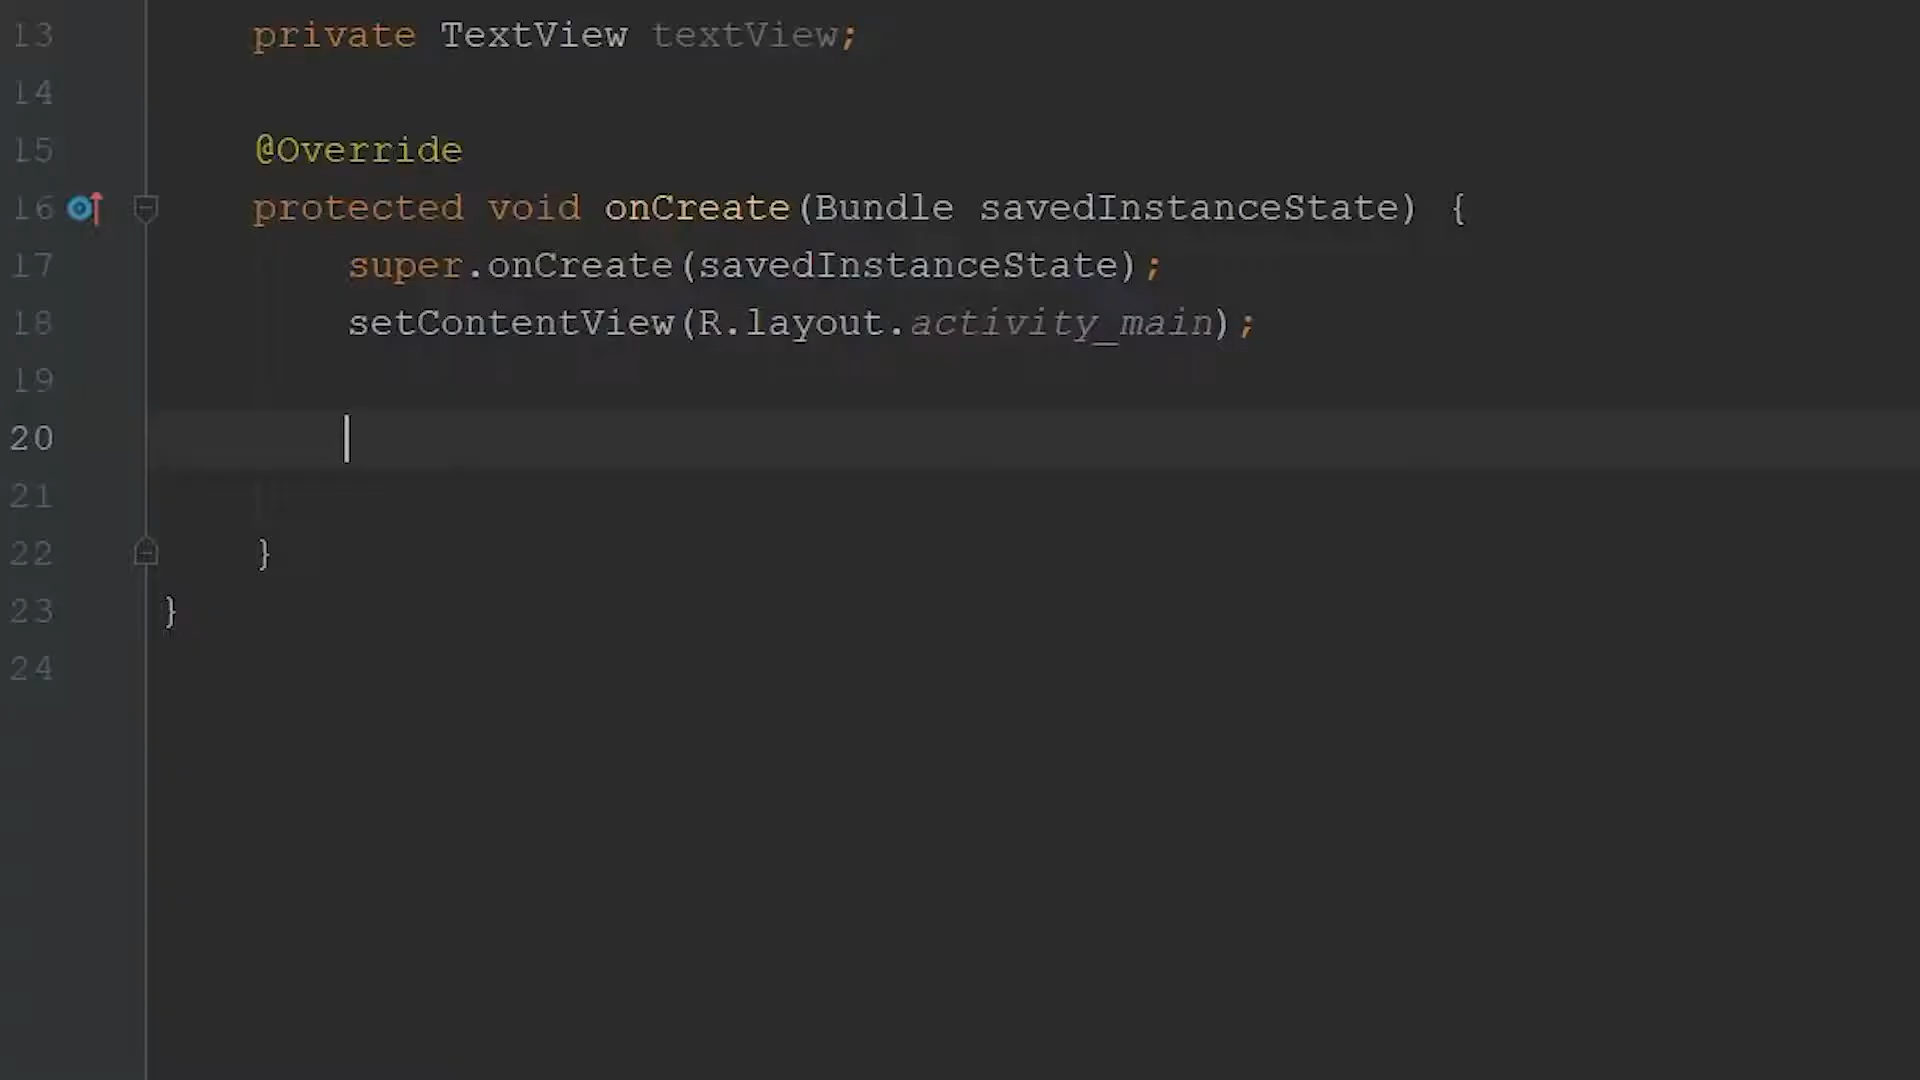 13 private TextView textView;
14
15 @Override
16 protected void onCreate(Bundle savedInstanceState) {
17 super.onCreate(savedInstanceState);
18 setContentView(R.layout.activity_main);
19
20
21
22 }
23 }
24